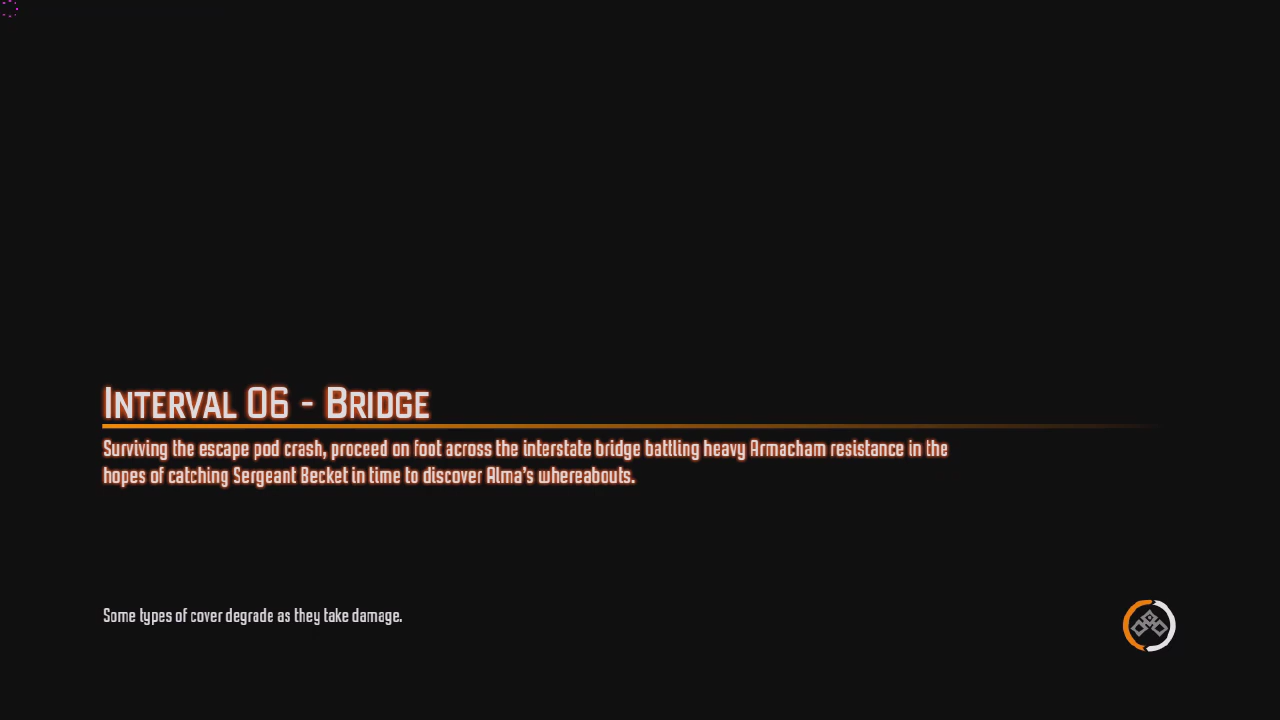 Interval 06 - Bridge
Surviving the escape pod crash, proceed on foot across the interstate bridge battling heavy Armacham resistance in the
hopes of catching Sergeant Becket in time to discover Alma's whereabouts.
Some types of cover degrade as they take damage.